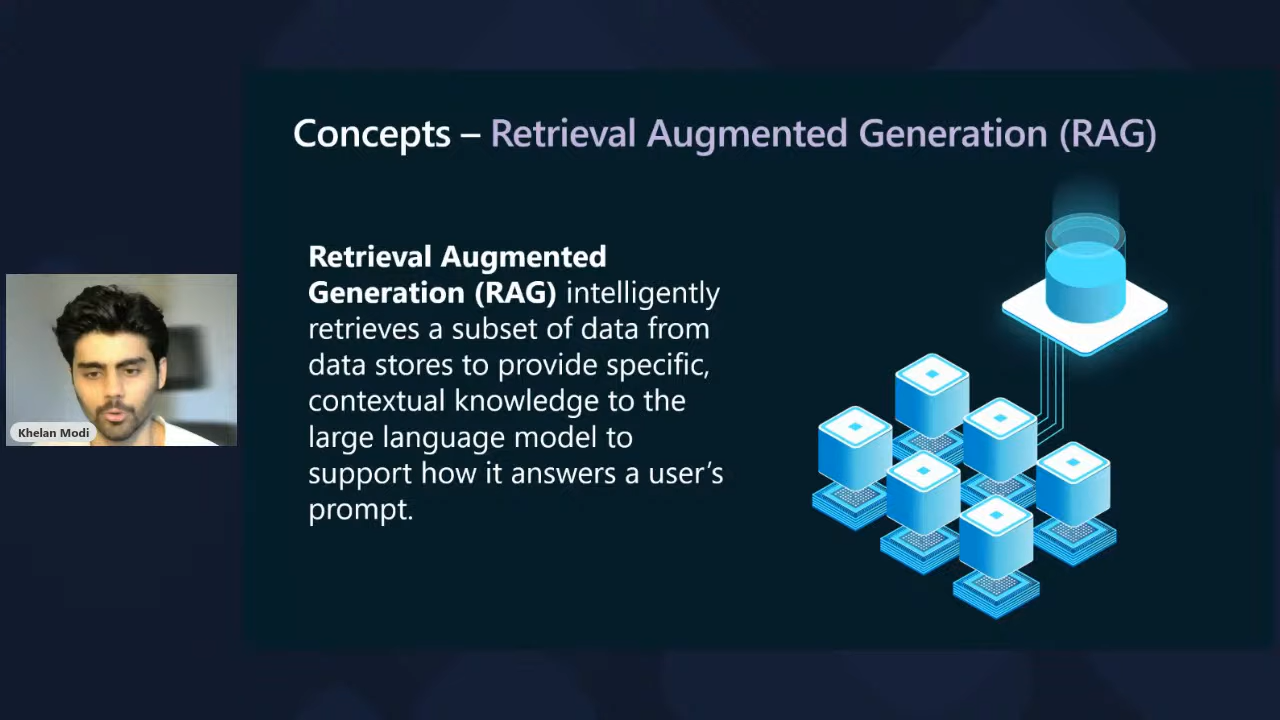 Concepts – Retrieval Augmented Generation (RAG)
Retrieval Augmented
Generation (RAG) intelligently
retrieves a subset of data from
data stores to provide specific,
contextual knowledge to the
large language model to
support how it answers a user’s
prompt.
Khelan Modi